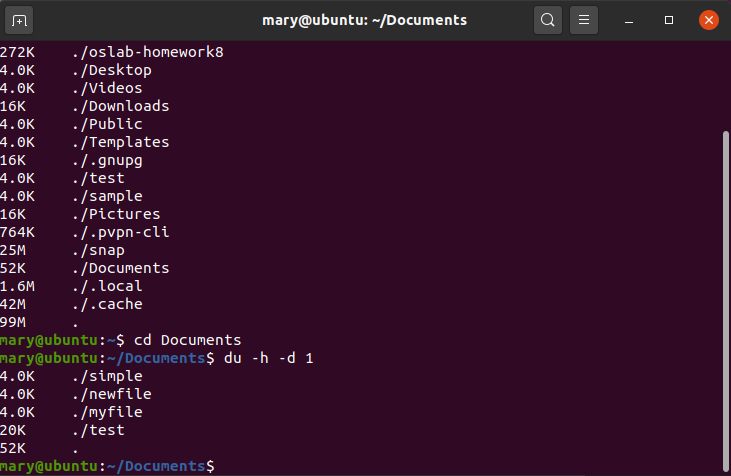 mary@ubuntu: ~/Documents
272K    ./oslab-homework8
4.0K    ./Desktop
4.0K    ./Videos
16K     ./Downloads
4.0K    ./Public
4.0K    ./Templates
16K     ./.gnupg
4.0K    ./test
4.0K    ./sample
16K     ./Pictures
764K    ./.pvpn-cli
25M     ./snap
52K     ./Documents
1.6M    ./.local
42M     ./.cache
99M     .
mary@ubuntu:~$ cd Documents
mary@ubuntu:~/Documents$ du -h -d 1
4.0K    ./simple
4.0K    ./newfile
4.0K    ./myfile
20K     ./test
52K     .
mary@ubuntu:~/Documents$